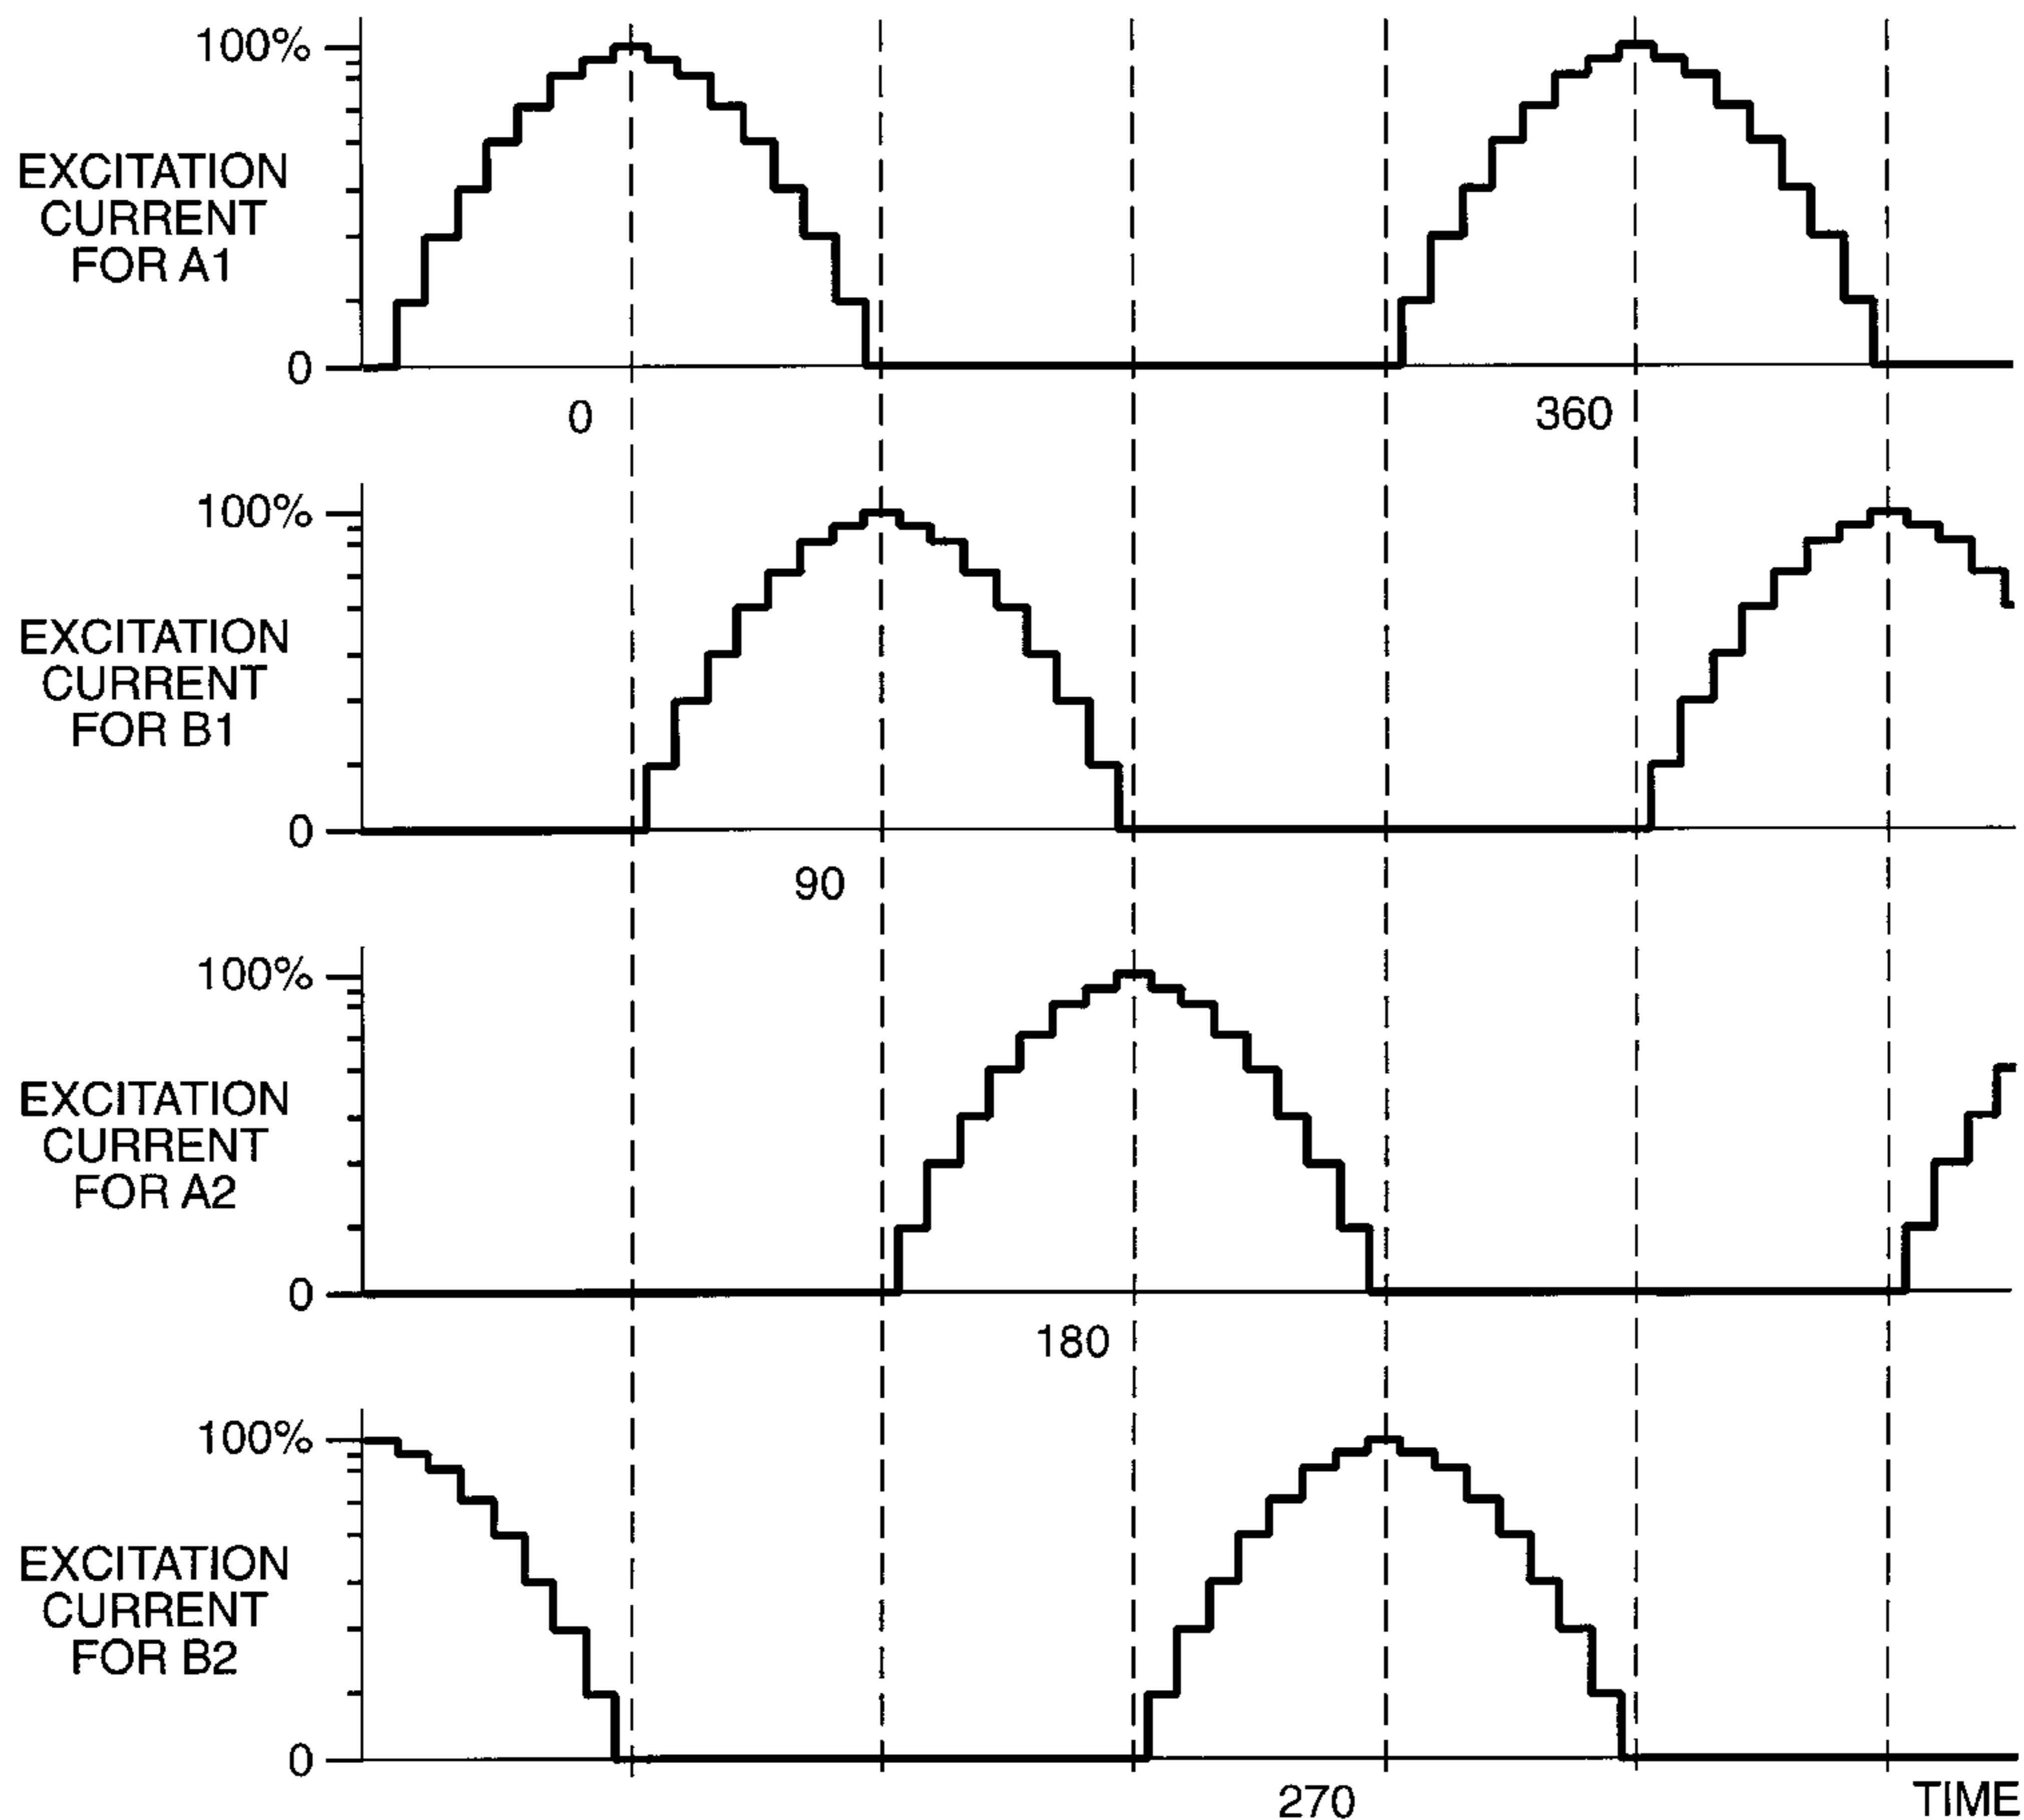 100%
EXCITATION
CURRENT
FOR A1
0
0
360
100%
EXCITATION
CURRENT
FOR B1
0
90
100%
EXCITATION
CURRENT
FOR A2
0
180
100%
EXCITATION
CURRENT
FOR B2
0
270
TIME